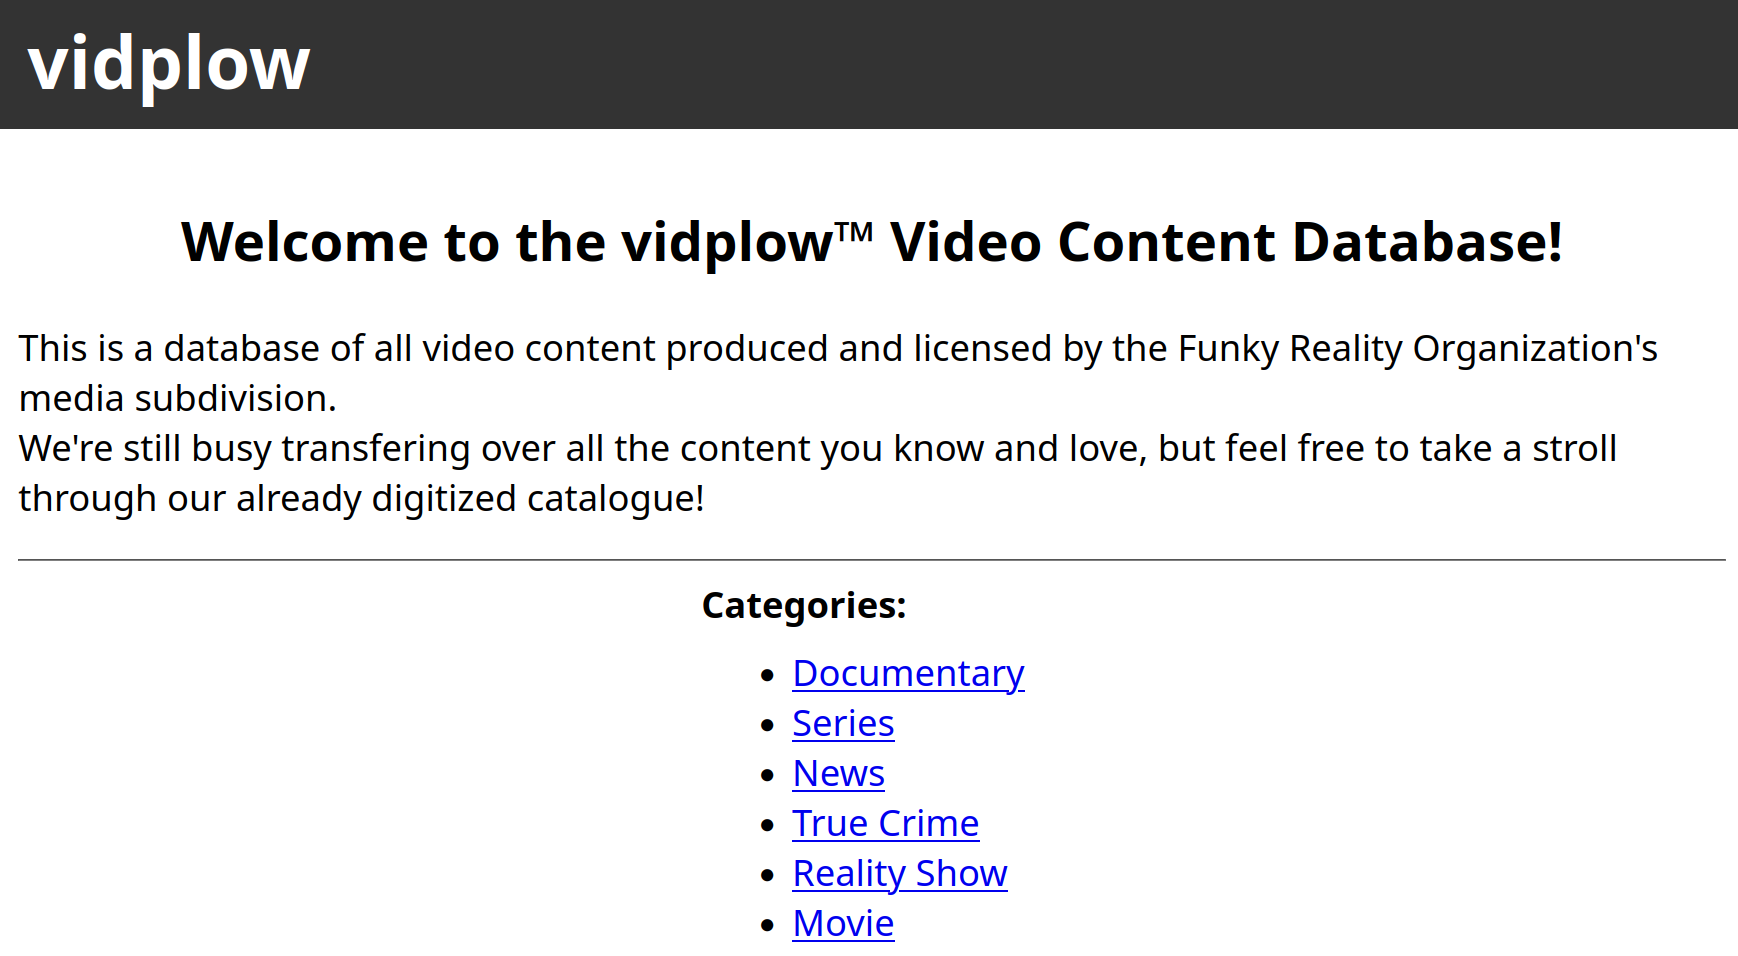 vidplow
Welcome to the vidplow™ Video Content Database!
This is a database of all video content produced and licensed by the Funky Reality Organization's
media subdivision.
We're still busy transfering over all the content you know and love, but feel free to take a stroll
through our already digitized catalogue!
Categories:
• Documentary
• Series
• News
• True Crime
• Reality Show
• Movie